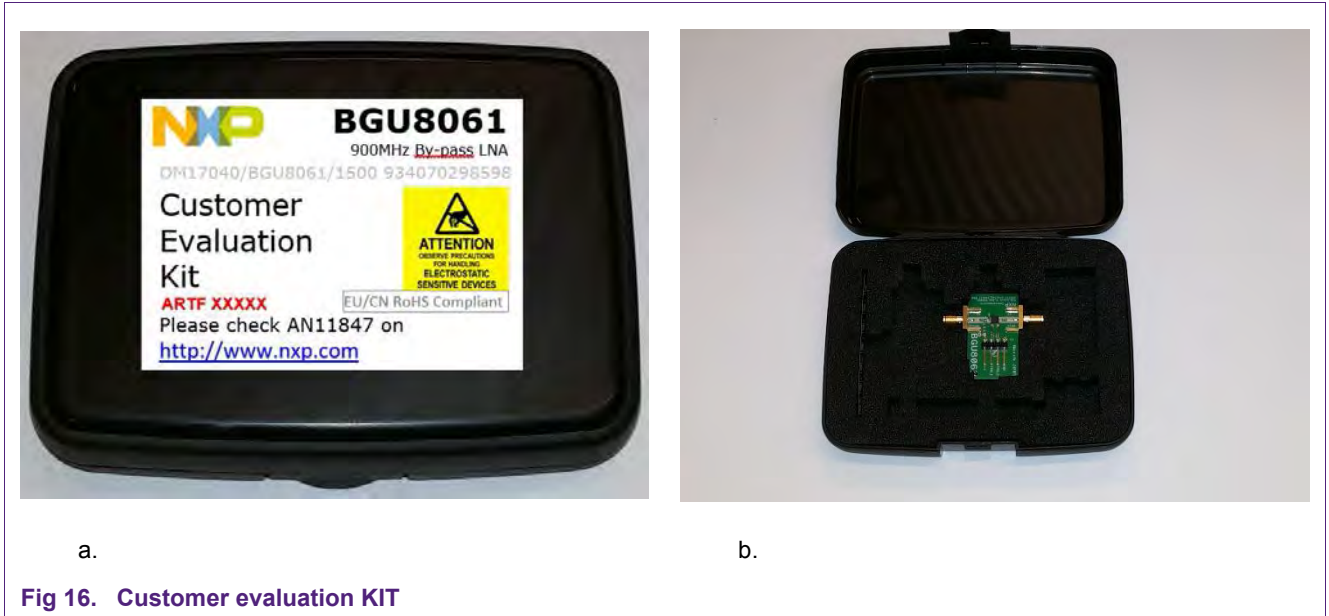 NXP
BGU8061
900MHz By-pass LNA
OM17040/BGU8061/1500 934070298598
Customer
Evaluation
Kit
ATTENTION
OBSERVE PRECAUTIONS
FOR HANDLING
ELECTROSTATIC
SENSITIVE DEVICES
ARTF XXXXX
EU/CN RoHS Compliant
Please check AN11847 on
http://www.nxp.com
BGU806
a.
b.
Fig 16. Customer evaluation KIT